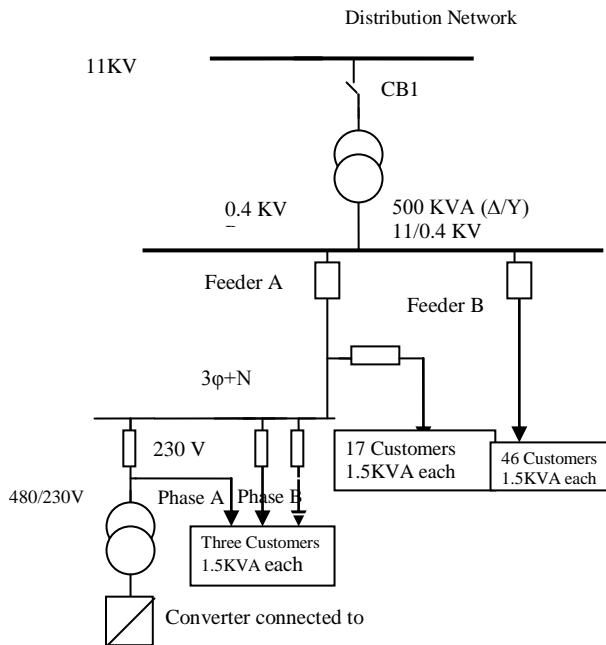 Distribution Network
11KV
CB1
0.4 KV
500 KVA (Δ/Y)
11/0.4 KV
Feeder A
Feeder B
3φ+N
230 V
17 Customers
1.5KVA each
46 Customers
1.5KVA each
480/230V
Phase A
Phase B
Three Customers
1.5KVA each
Converter connected to